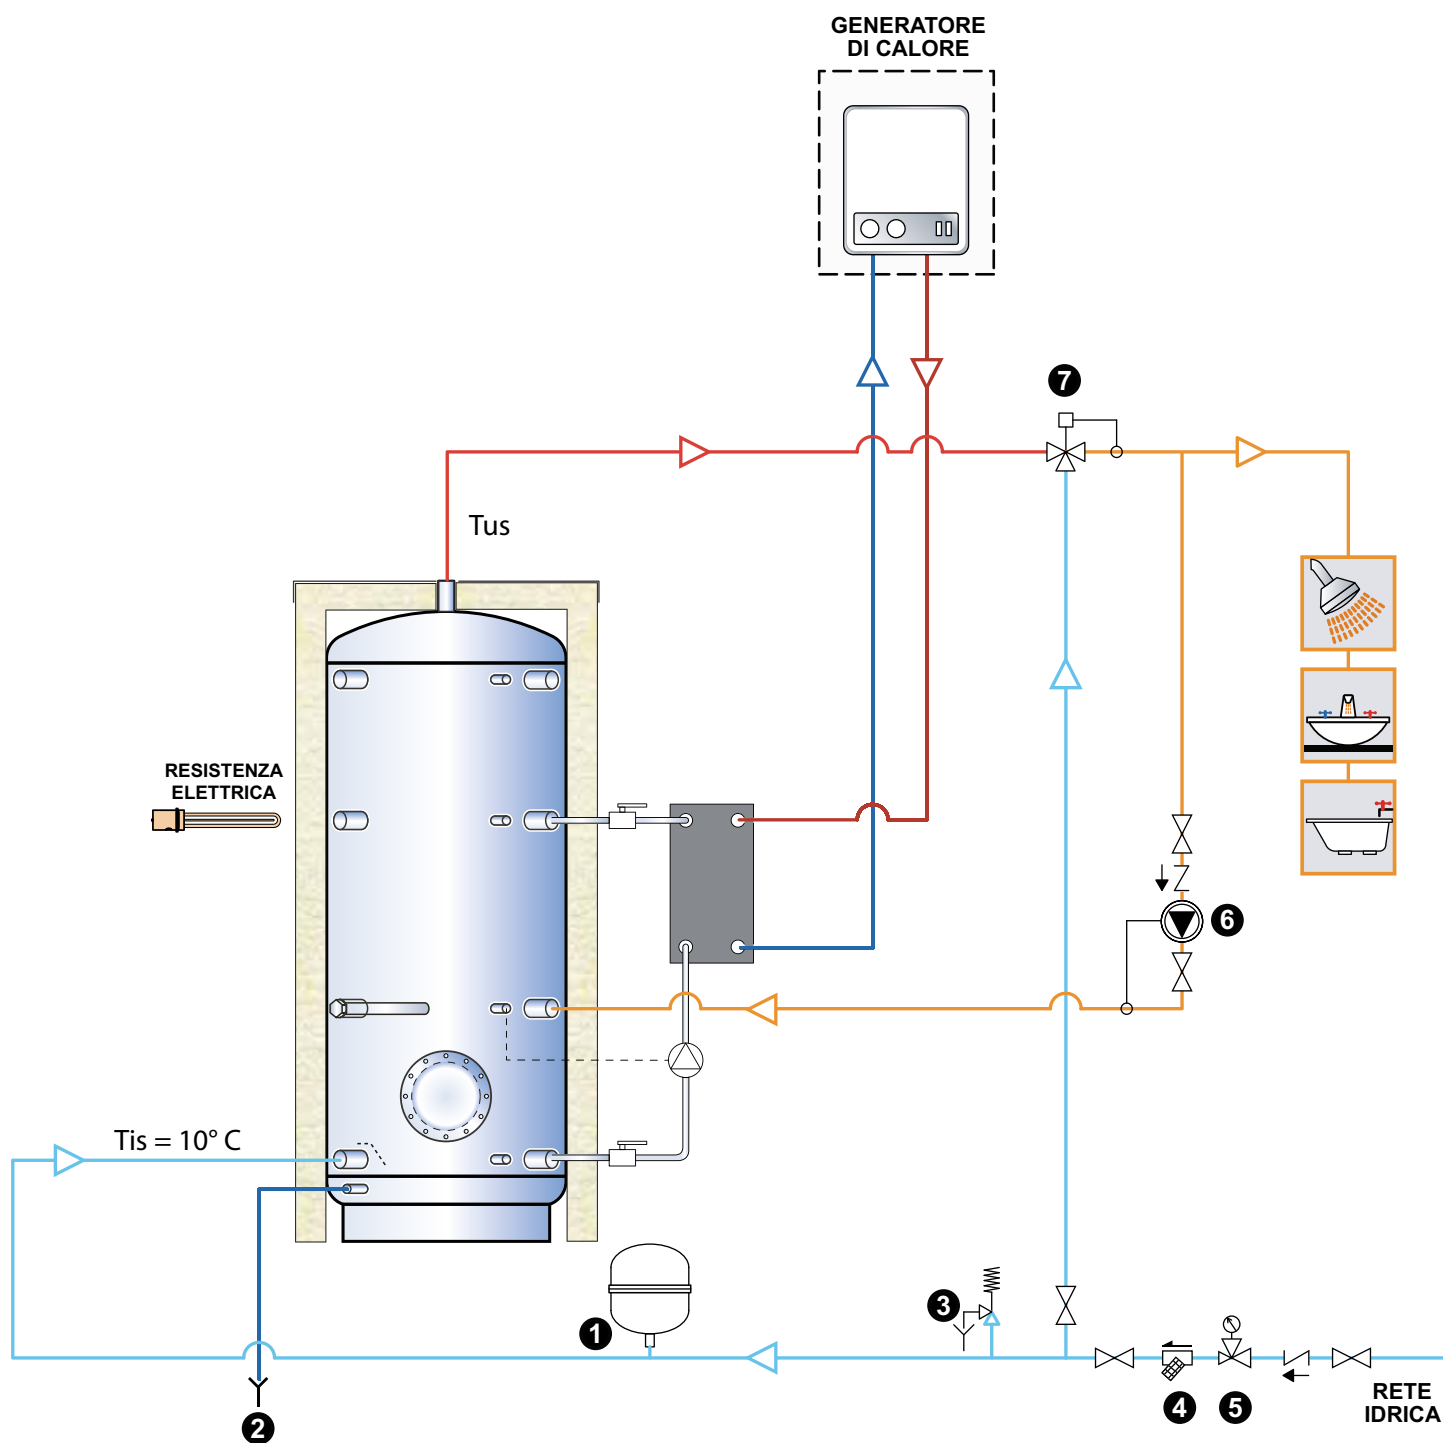 GENERATORE
DI CALORE
7
Tus
RESISTENZA
ELETTRICA
6
Tis = 10° C
3
1
2
4
5
RETE
IDRICA